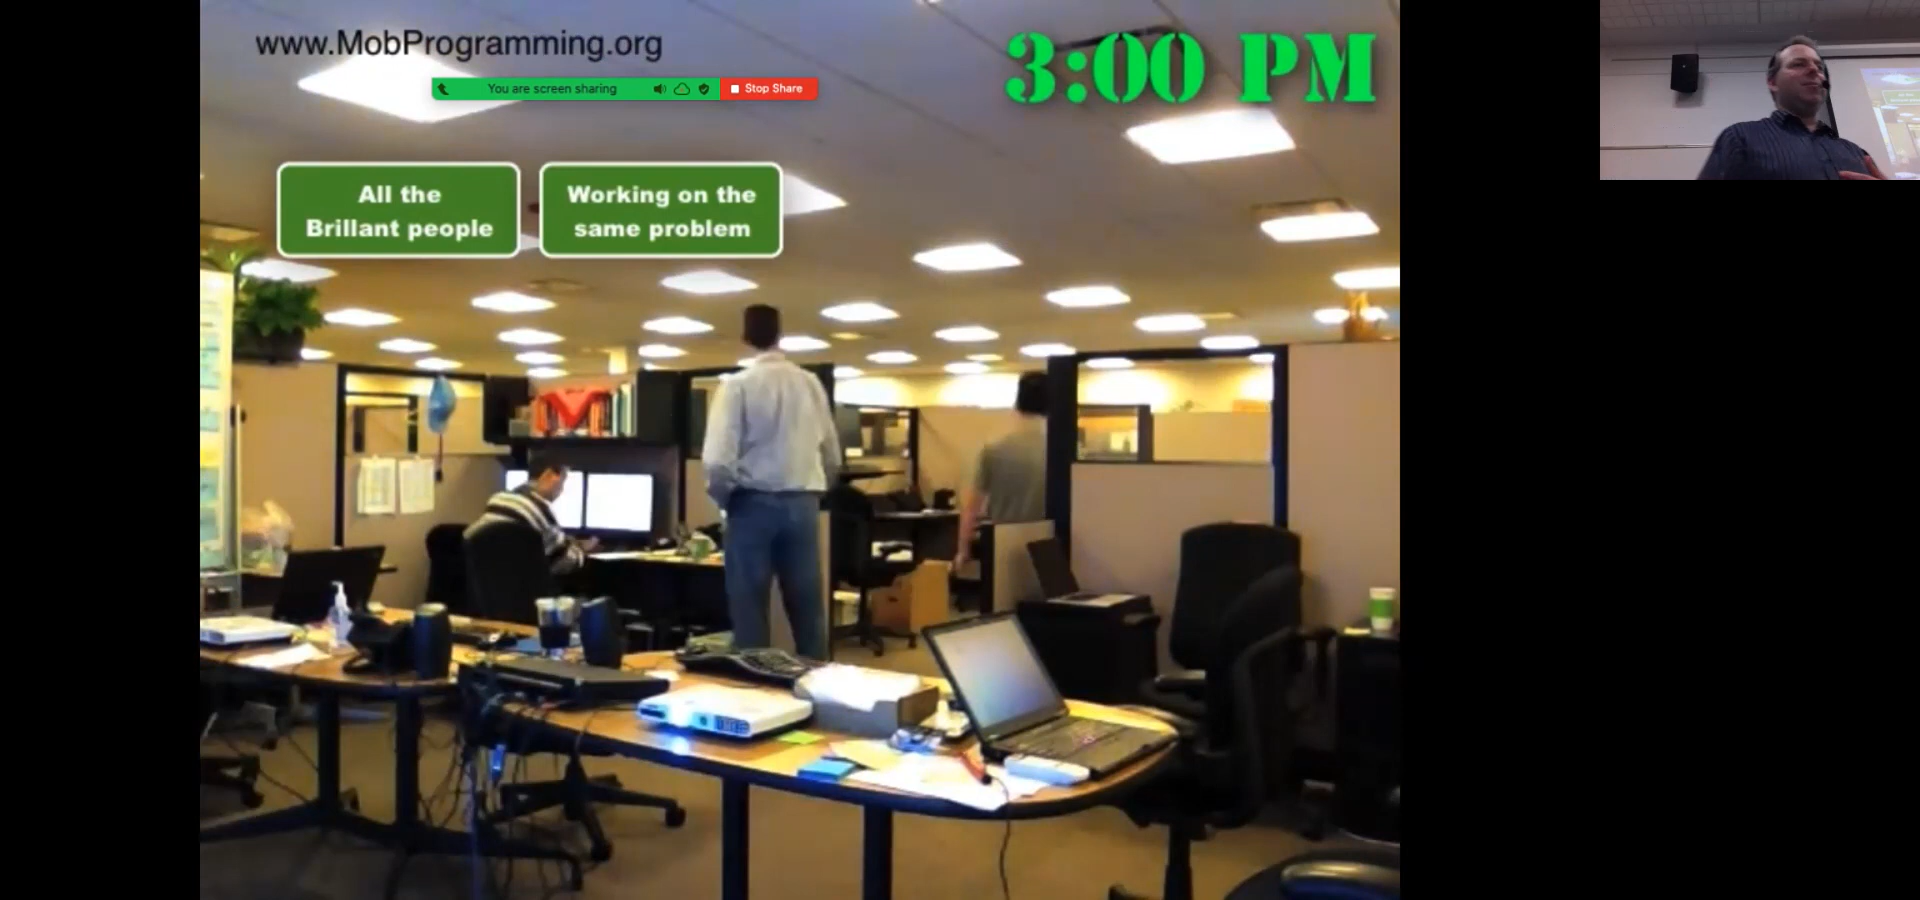 www.MobProgramming.org
3:00 PM
You are screen sharing
Stop Share
All the
Brillant people
Working on the
same problem